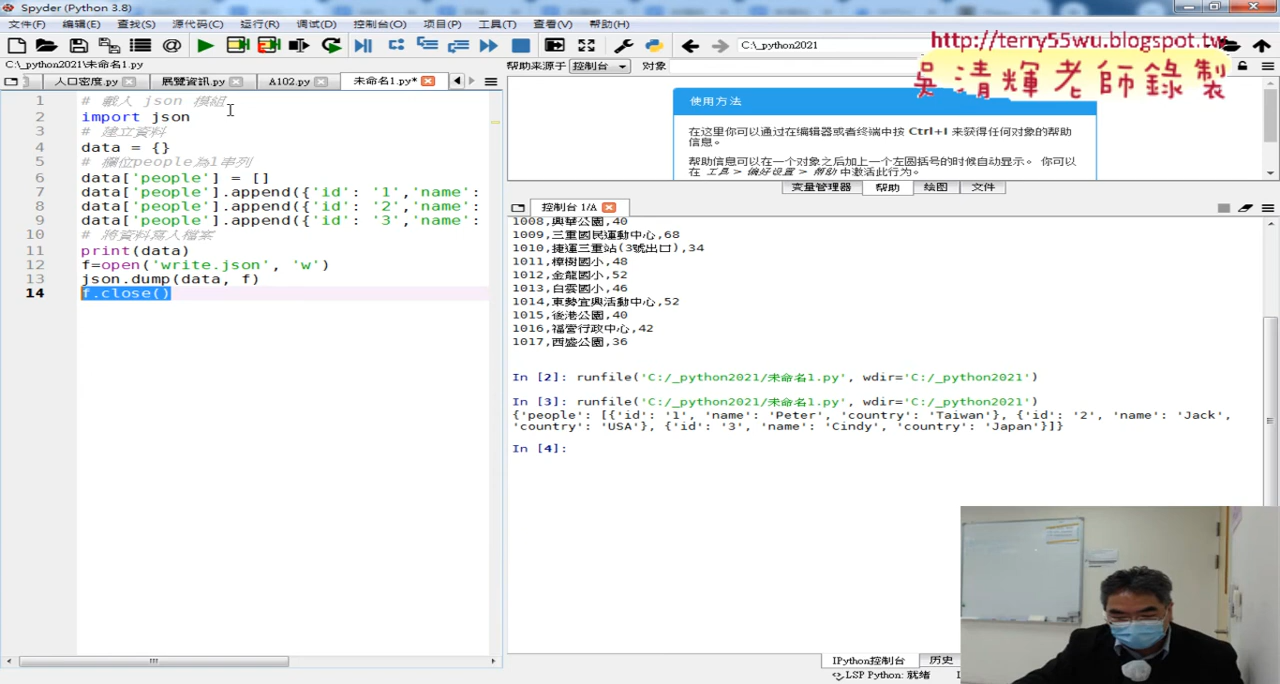 Spyder (Python 3.8)
文件(F) 编辑(E) 查找(S) 源代码(C) 运行(R) 调试(D) 控制台(O) 项目(P) 工具(T) 查看(V) 帮助(H)
C:\_python2021
http://terry55wu.blogspot.tw
吳清輝老師錄製
C:\_python2021\未命名1.py
帮助来源于 控制台 对象
人口密度.py 展覽資訊.py A102.py 未命名1.py*
1 # 載入 json 模組
2 import json
3 # 建立資料
4 data = {}
5 # 欄位people為1串列
6 data['people'] = []
7 data['people'].append({'id': '1','name':
8 data['people'].append({'id': '2','name':
9 data['people'].append({'id': '3','name':
10 # 將資料寫入檔案
11 print(data)
12 f=open('write.json', 'w')
13 json.dump(data, f)
14 f.close()
使用方法
在这里你可以通过在编辑器或者终端中按 Ctrl+I 来获得任何对象的帮助
信息。
帮助信息可以在一个对象之后加上一个左圆括号的时候自动显示。 你可以
在 工具 > 偏好设置 > 帮助 中激活此行为。
变量管理器 帮助 绘图 文件
控制台 1/A
1008,興華公園,40
1009,三重國民運動中心,68
1010,捷運三重站(3號出口),34
1011,樟樹國小,48
1012,金龍國小,52
1013,白雲國小,46
1014,東勢宜興活動中心,52
1015,後港公園,40
1016,福營行政中心,42
1017,西盛公園,36
In [2]: runfile('C:/_python2021/未命名1.py', wdir='C:/_python2021')
In [3]: runfile('C:/_python2021/未命名1.py', wdir='C:/_python2021')
{'people': [{'id': '1', 'name': 'Peter', 'country': 'Taiwan'}, {'id': '2', 'name': 'Jack',
'country': 'USA'}, {'id': '3', 'name': 'Cindy', 'country': 'Japan'}]}
In [4]:
IPython控制台 历史
LSP Python: 就绪